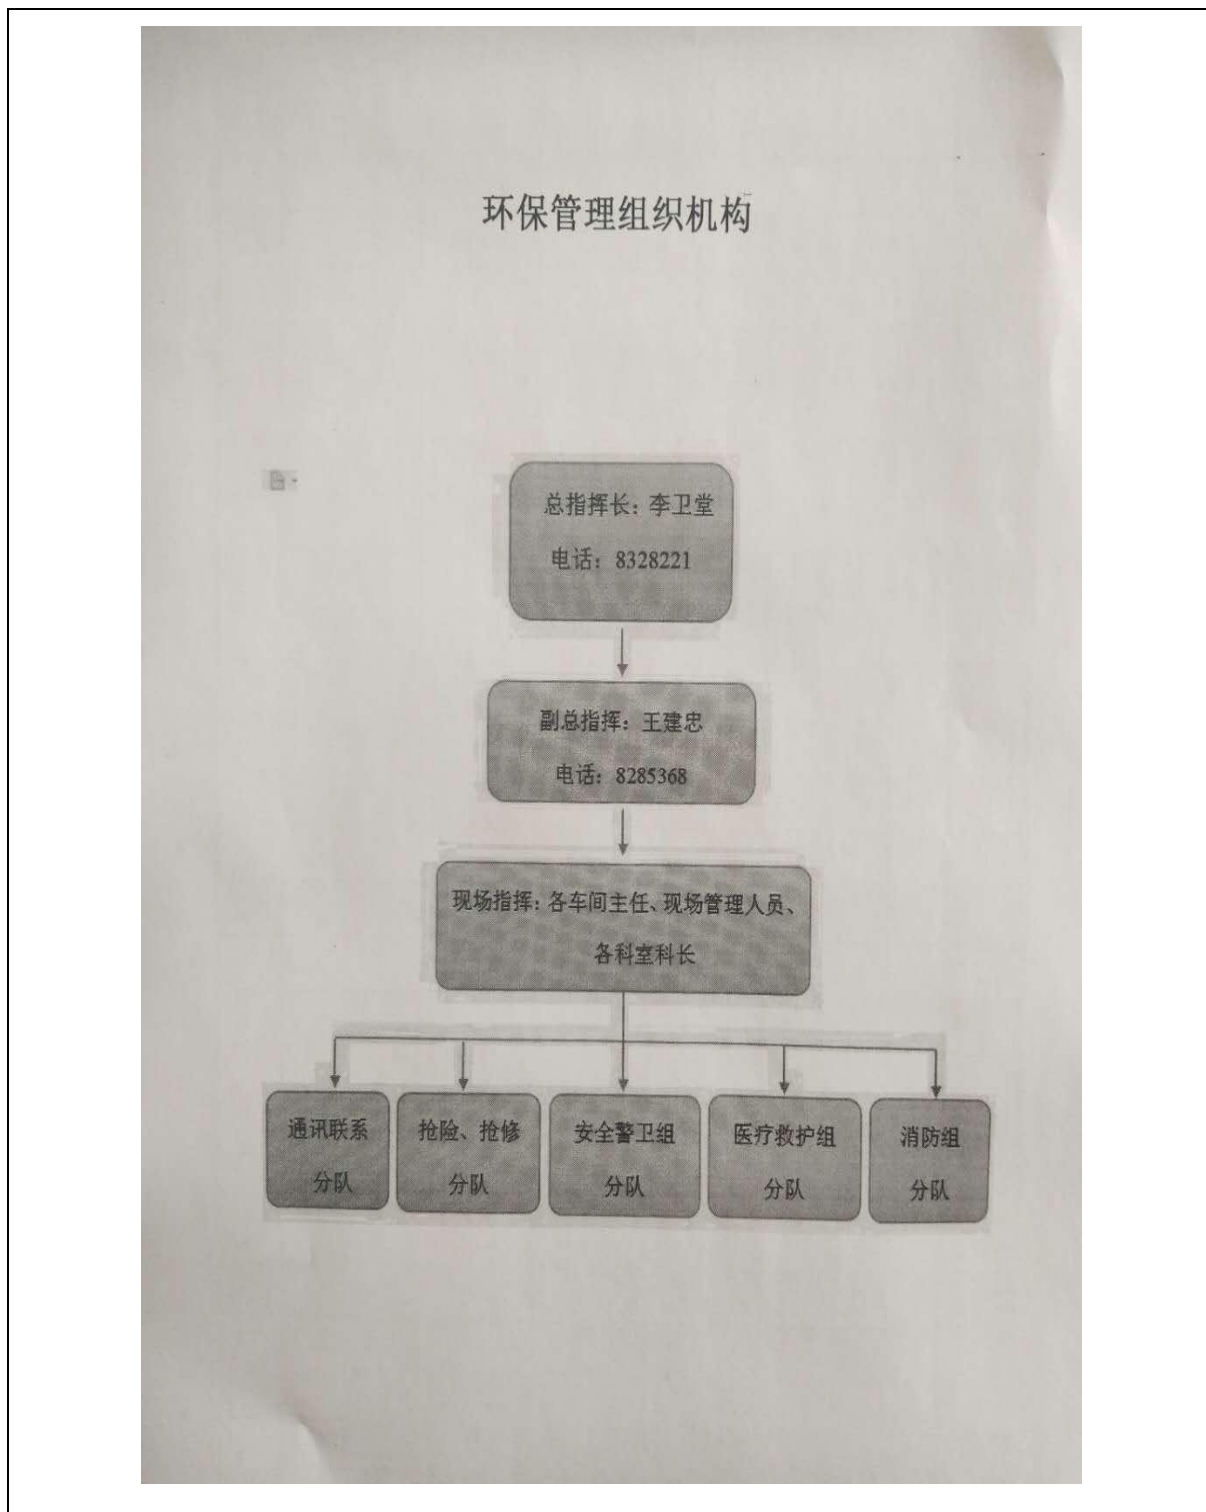 环保管理组织机构
总指挥长：李卫堂
电话：8328221
副总指挥：王建忠
电话：8285368
现场指挥：各车间主任、现场管理人员、
各科室科长
通讯联系
分队
抢险、抢修
分队
安全警卫组
分队
医疗救护组
分队
消防组
分队